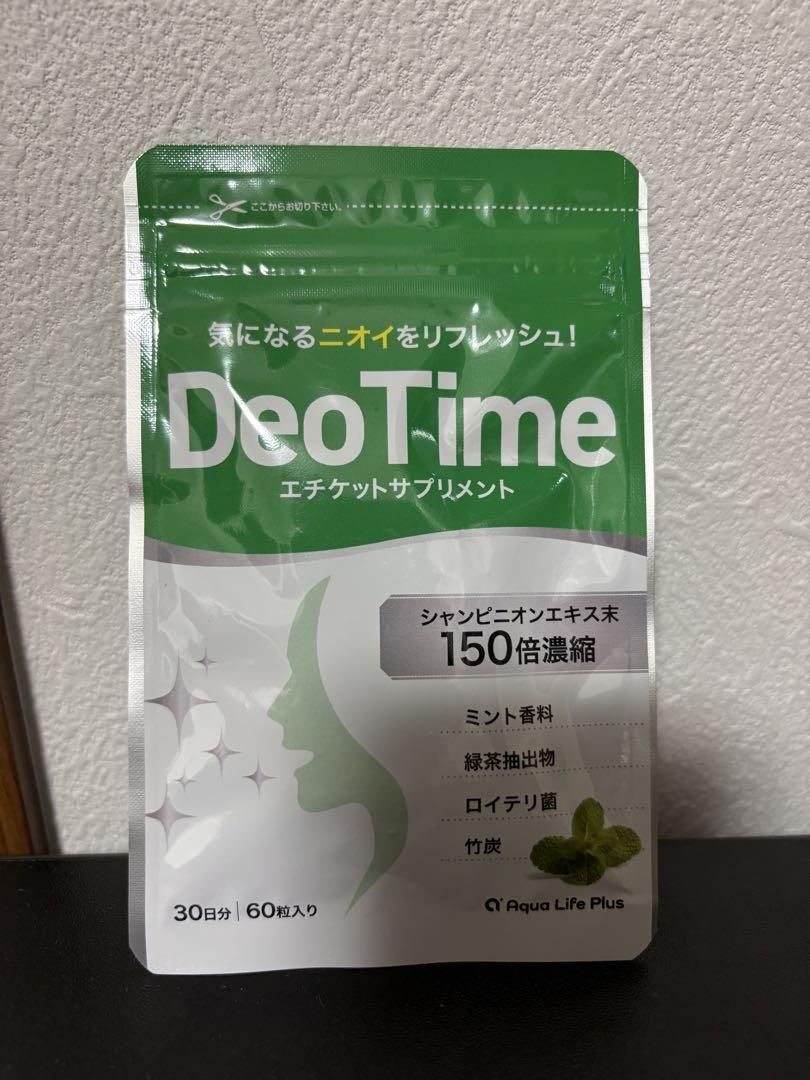 ここからお切り下さい。
気になるニオイをリフレッシュ!
DeoTime
エチケットサプリメント
シャンピニオンエキス末
150倍濃縮
ミント香料
緑茶抽出物
ロイテリ菌
竹炭
30日分|60粒入り
Aqua Life Plus